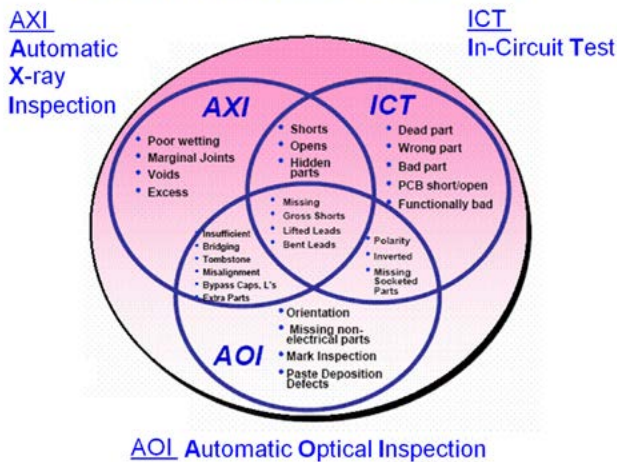 AXI
Automatic
X-ray
Inspection
ICT
In-Circuit Test
AXI
ICT
Poor wetting
Marginal Joints
Voids
Excess
Shorts
Opens
Hidden
parts
Dead part
Wrong part
Bad part
PCB short/open
Functionally bad
Missing
Gross Shorts
Lifted Leads
Bent Leads
Insufficient
Bridging
Tombstone
Misalignment
Bypass Caps, L's
Extra Parts
Polarity
Inverted
Missing
Socketed
Parts
AOI
Orientation
Missing non-
electrical parts
Mark Inspection
Paste Deposition
Defects
AOI Automatic Optical Inspection